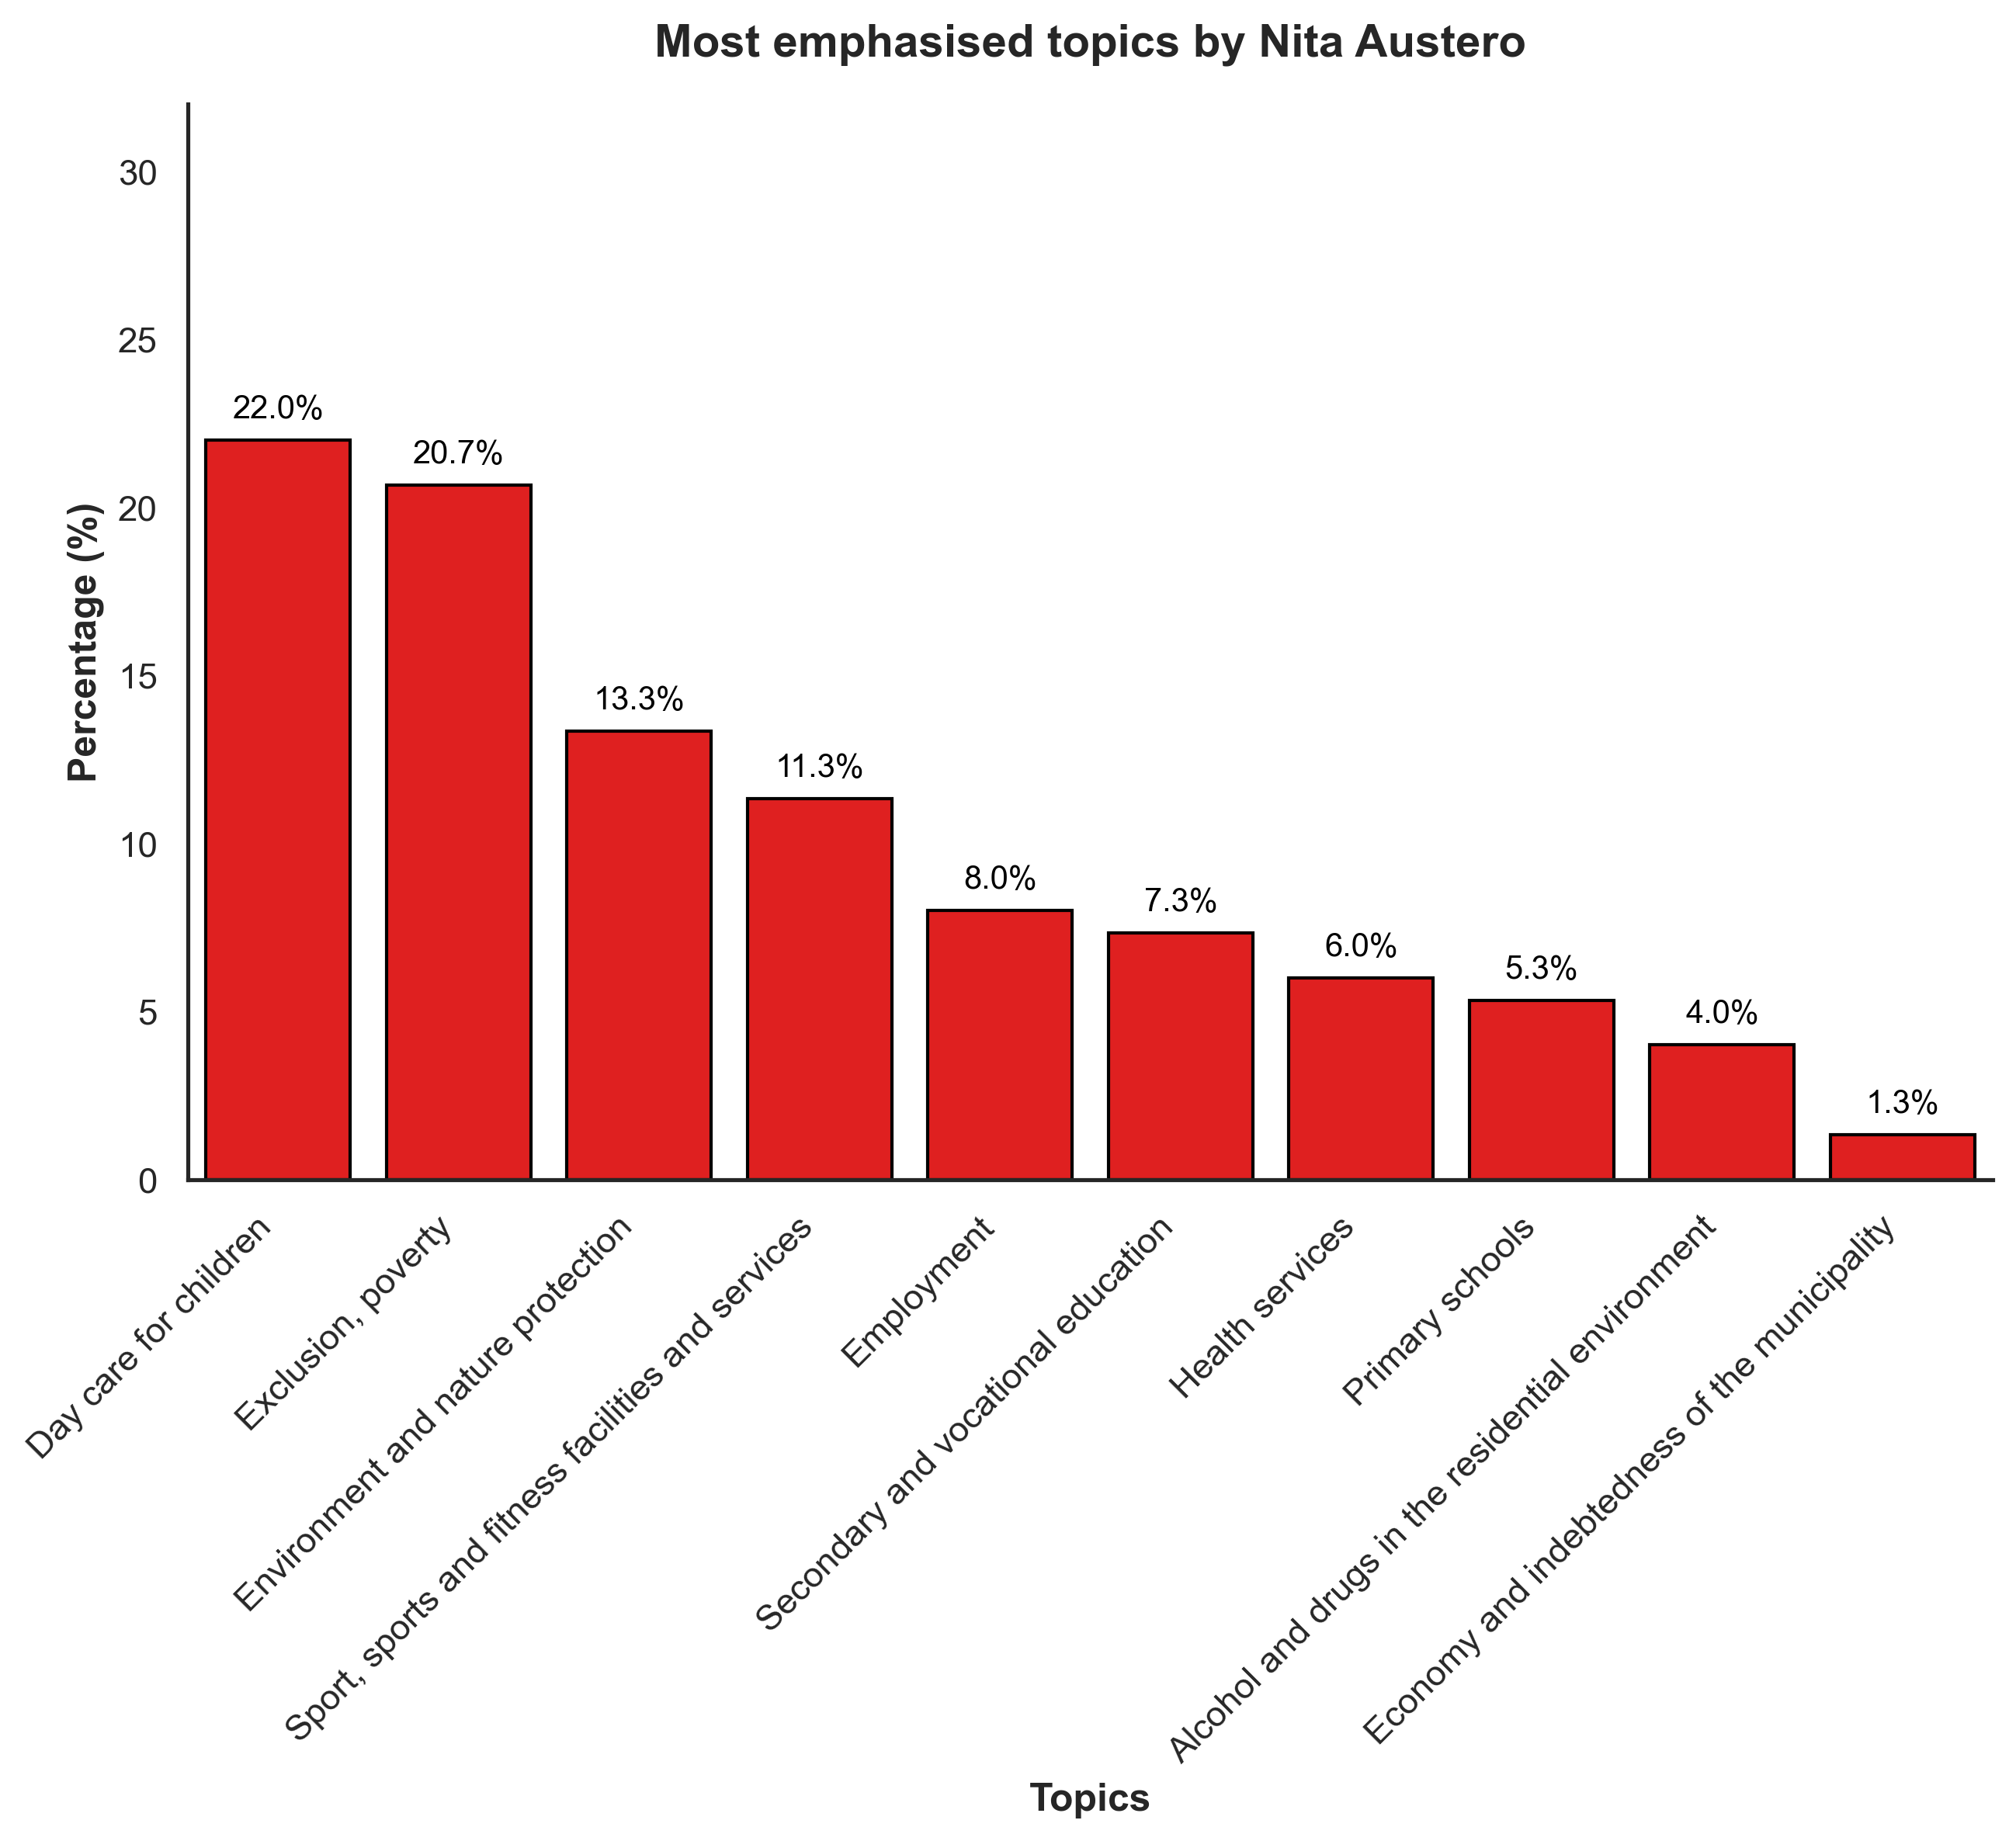 Most emphasised topics by Nita Austero
Percentage (%)
30
25
20
15
10
5
0
22.0%
20.7%
13.3%
11.3%
8.0%
7.3%
6.0%
5.3%
4.0%
1.3%
Day care for children
Exclusion, poverty
Environment and nature protection
Sport, sports and fitness facilities and services
Employment
Secondary and vocational education
Health services
Primary schools
Alcohol and drugs in the residential environment
Economy and indebtedness of the municipality
Topics